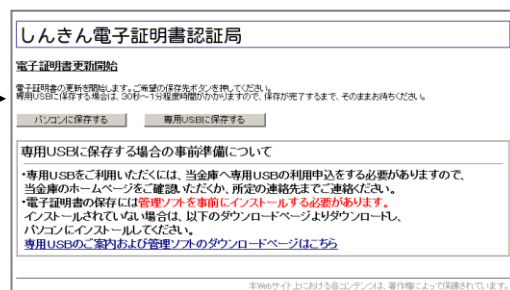 しんきん電子証明書認証局
電子証明書更新開始
電子証明書の更新を開始します。ご希望の保存先ボタンを押してください。
専用USBに保存する場合は、30秒～1分程度時間がかかりますので、保存が完了するまで、そのままお待ちください。
パソコンに保存する
専用USBに保存する
専用USBに保存する場合の事前準備について
・専用USBをご利用いただくには、当金庫へ専用USBの利用申込をする必要がありますので、
当金庫のホームページをご確認いただくか、所定の連絡先までご連絡ください。
・電子証明書の保存には管理ソフトを事前にインストールする必要があります。
インストールされていない場合は、以下のダウンロードページよりダウンロードし、
パソコンにインストールしてください。
専用USBのご案内および管理ソフトのダウンロードページはこちら
本Webサイト上における各コンテンツは、著作権によって保護されています。